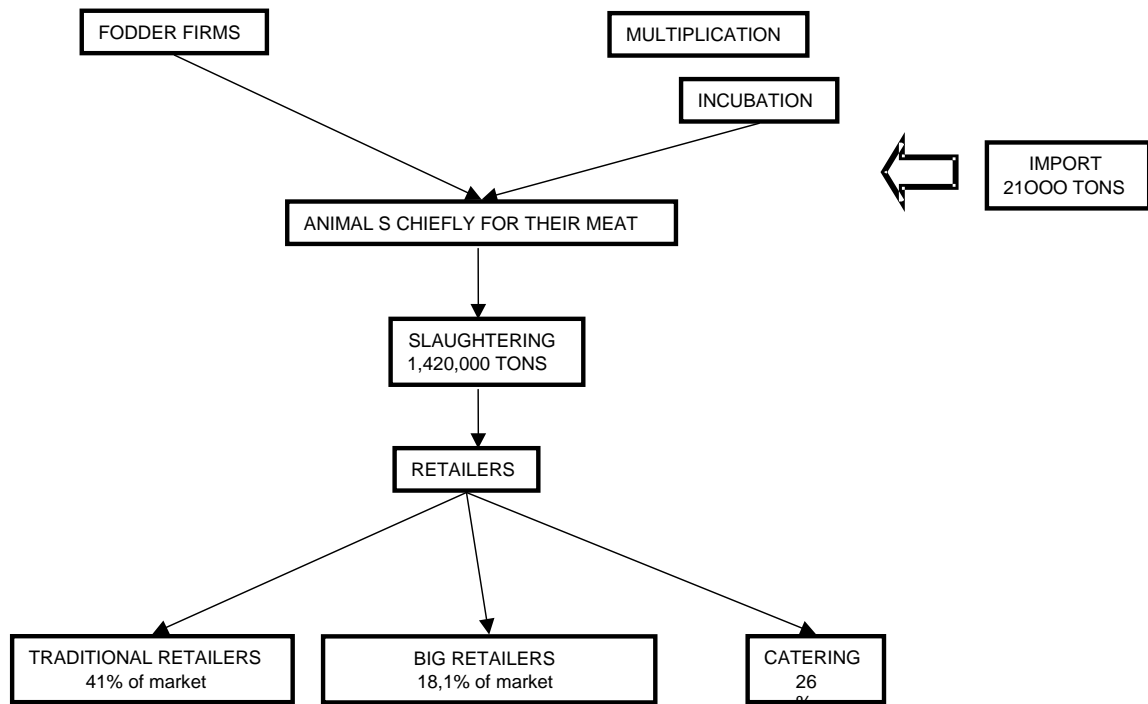 FODDER FIRMS
MULTIPLICATION
INCUBATION
IMPORT
21OOO TONS
ANIMAL S CHIEFLY FOR THEIR MEAT
SLAUGHTERING
1,420,000 TONS
RETAILERS
TRADITIONAL RETAILERS
41% of market
BIG RETAILERS
18,1% of market
CATERING
26
%